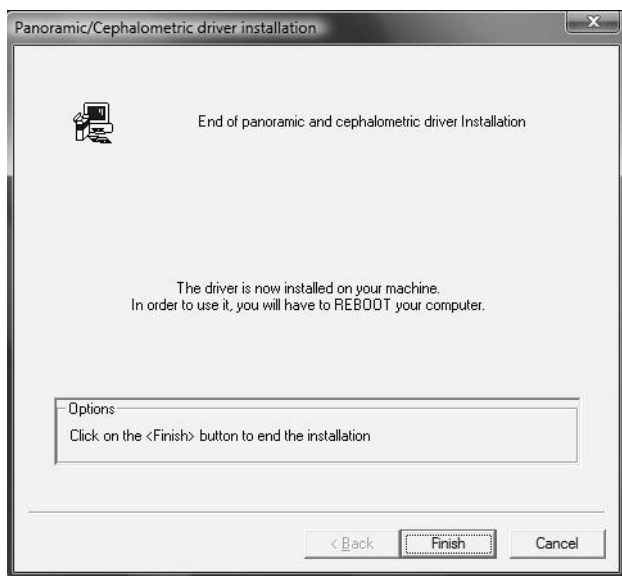 Panoramic/Cephalometric driver installation
End of panoramic and cephalometric driver Installation
The driver is now installed on your machine.
In order to use it, you will have to REBOOT your computer.
Options
Click on the <Finish> button to end the installation
< Back
Finish
Cancel